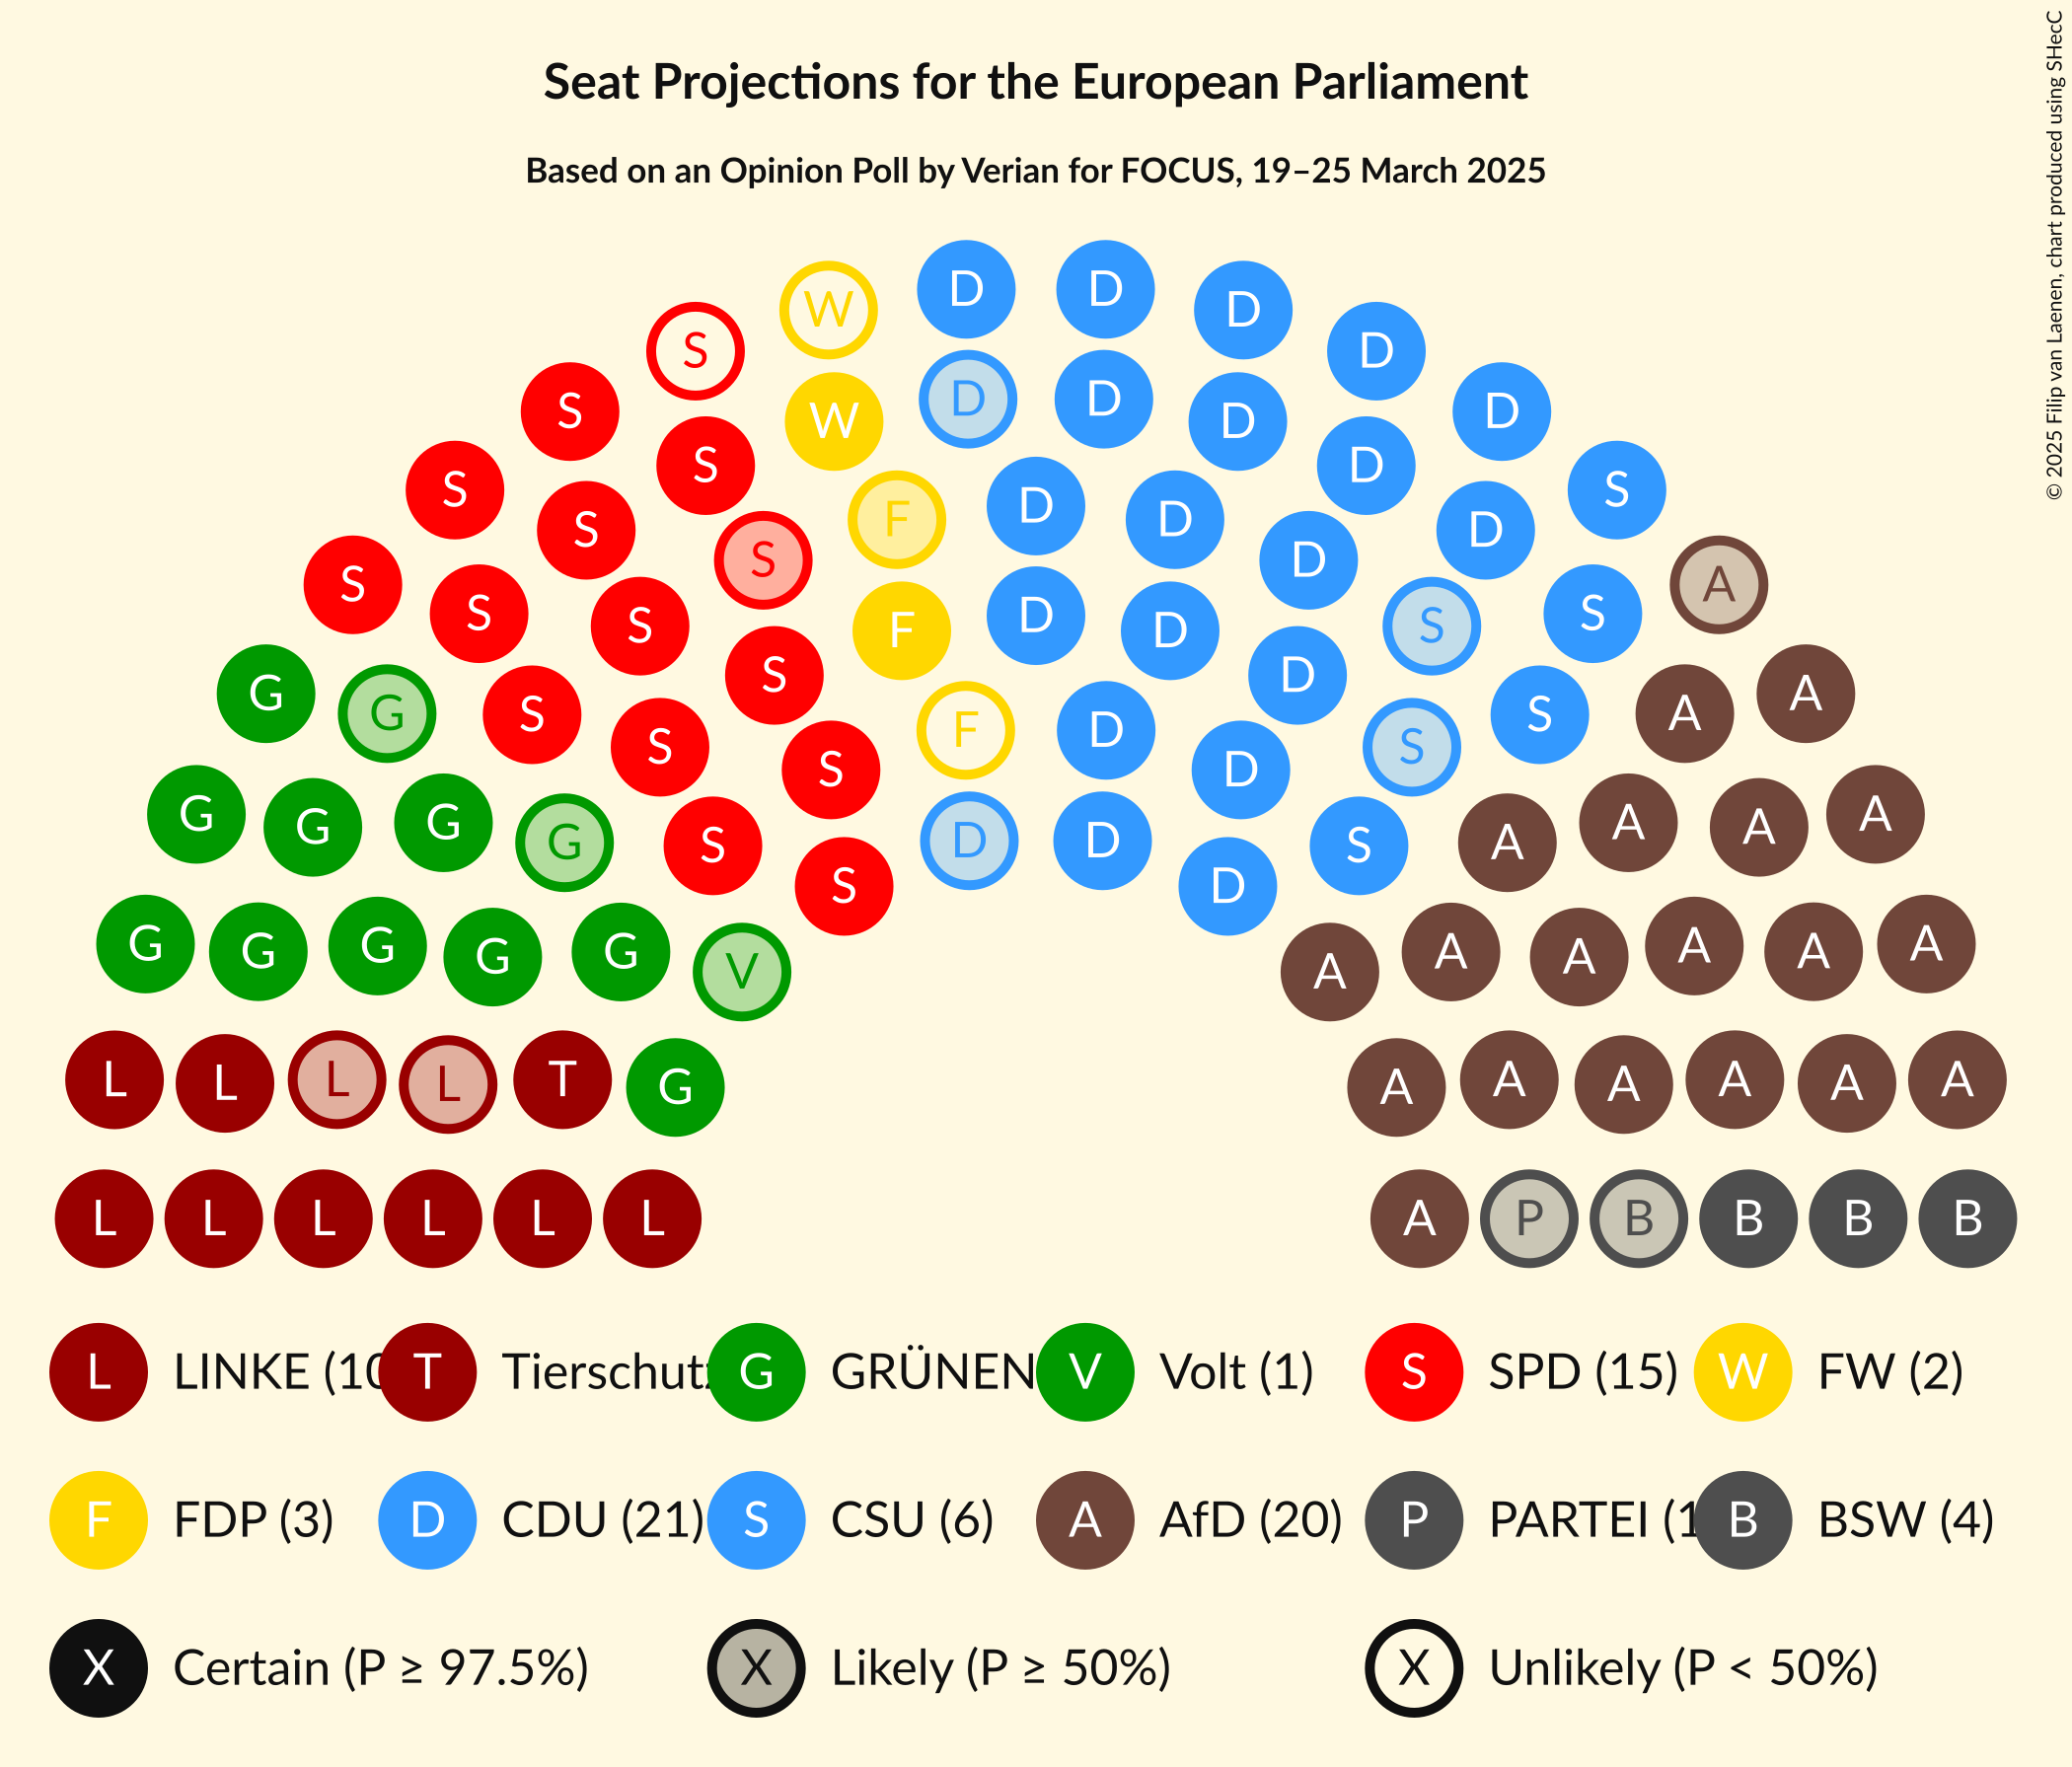 Seat Projections for the European Parliament
Based on an Opinion Poll by Verian for FOCUS, 19–25 March 2025
© 2025 Filip van Laenen, chart produced using SHecC
W D D D D
S W D D D D D
S S F D D D D S
S S S F D D D S S A
S S S S F D D S S A A
G G S S S D D D S A A A A
G G G G S S A A A A A A
G G G G G V A A A A A A
L L L L T G A P B B B B
L L L L L L
L LINKE (10 T Tierschutz G GRÜNEN V Volt (1) S SPD (15) W FW (2)
F FDP (3) D CDU (21) S CSU (6) A AfD (20) P PARTEI (1 B BSW (4)
X Certain (P ≥ 97.5%) X Likely (P ≥ 50%) X Unlikely (P < 50%)